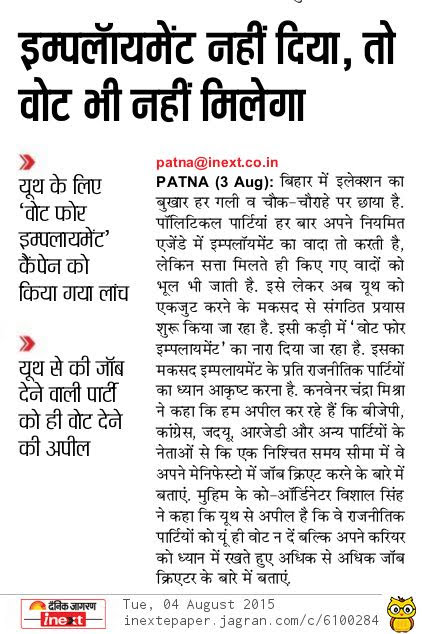 इम्पलॅायमेंट नहीं दिया, तो
वोट भी नहीं मिलेगा
यूथ के लिए
‘वोट फोर
इम्पलायमेंट’
कैंपेन को
किया गया लांच
यूथ से की जॉब
देने वाली पार्टी
को ही वोट देने
की अपील
patna@inext.co.in
PATNA (3 Aug): बिहार में इलेक्शन का
बुखार हर गली व चौक-चौराहे पर छाया है.
पॉलिटिकल पार्टियां हर बार अपने नियमित
एजेंडे में इम्पलॉयमेंट का वादा तो करती है,
लेकिन सत्ता मिलते ही किए गए वादों को
भूल भी जाती है. इसे लेकर अब यूथ को
एकजुट करने के मकसद से संगठित प्रयास
शुरू किया जा रहा है. इसी कड़ी में ‘वोट फोर
इम्पलायमेंट’ का नारा दिया जा रहा है. इसका
मकसद इम्पलायमेंट के प्रति राजनीतिक पार्टियों
का ध्यान आकृष्ट करना है. कनवेनर चंद्रा मिश्रा
ने कहा कि हम अपील कर रहे हैं कि बीजेपी,
कांग्रेस, जदयू, आरजेडी और अन्य पार्टियों के
नेताओं से कि एक निश्चित समय सीमा में वे
अपने मेनिफेस्टो में जॉब क्रिएट करने के बारे में
बताएं. मुहिम के को-ऑर्डिनेटर विशाल सिंह
ने कहा कि यूथ से अपील है कि वे राजनीतिक
पार्टियों को यूं ही वोट न दें बल्कि अपने करियर
को ध्यान में रखते हुए अधिक से अधिक जॉब
क्रिएटर के बारे में बताएं.
दैनिक जागरण
inext
Tue, 04 August 2015
inextepaper.jagran.com/c/6100284